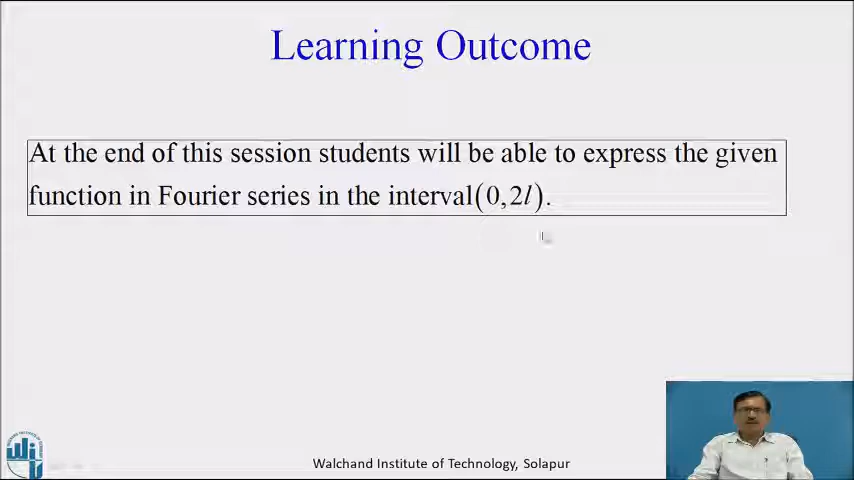 Learning Outcome
At the end of this session students will be able to express the given
function in Fourier series in the interval (0, 2l).
Walchand Institute of Technology, Solapur